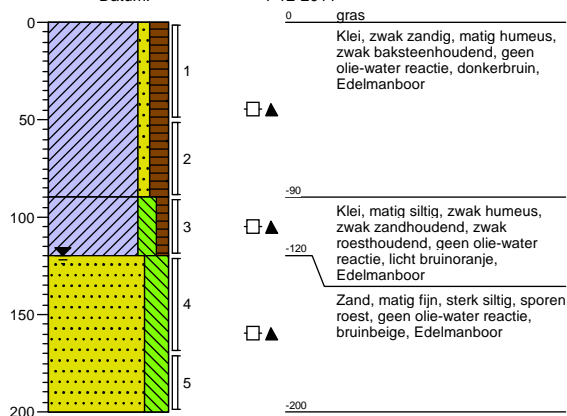 0
50
100
150
200
1
2
3
4
5
0 gras
Klei, zwak zandig, matig humeus,
zwak baksteenhoudend, geen
olie-water reactie, donkerbruin,
Edelmanboor
-90
Klei, matig siltig, zwak humeus,
zwak zandhoudend, zwak
roesthoudend, geen olie-water
reactie, licht bruinoranje,
Edelmanboor
-120
Zand, matig fijn, sterk siltig, sporen
roest, geen olie-water reactie,
bruinbeige, Edelmanboor
-200